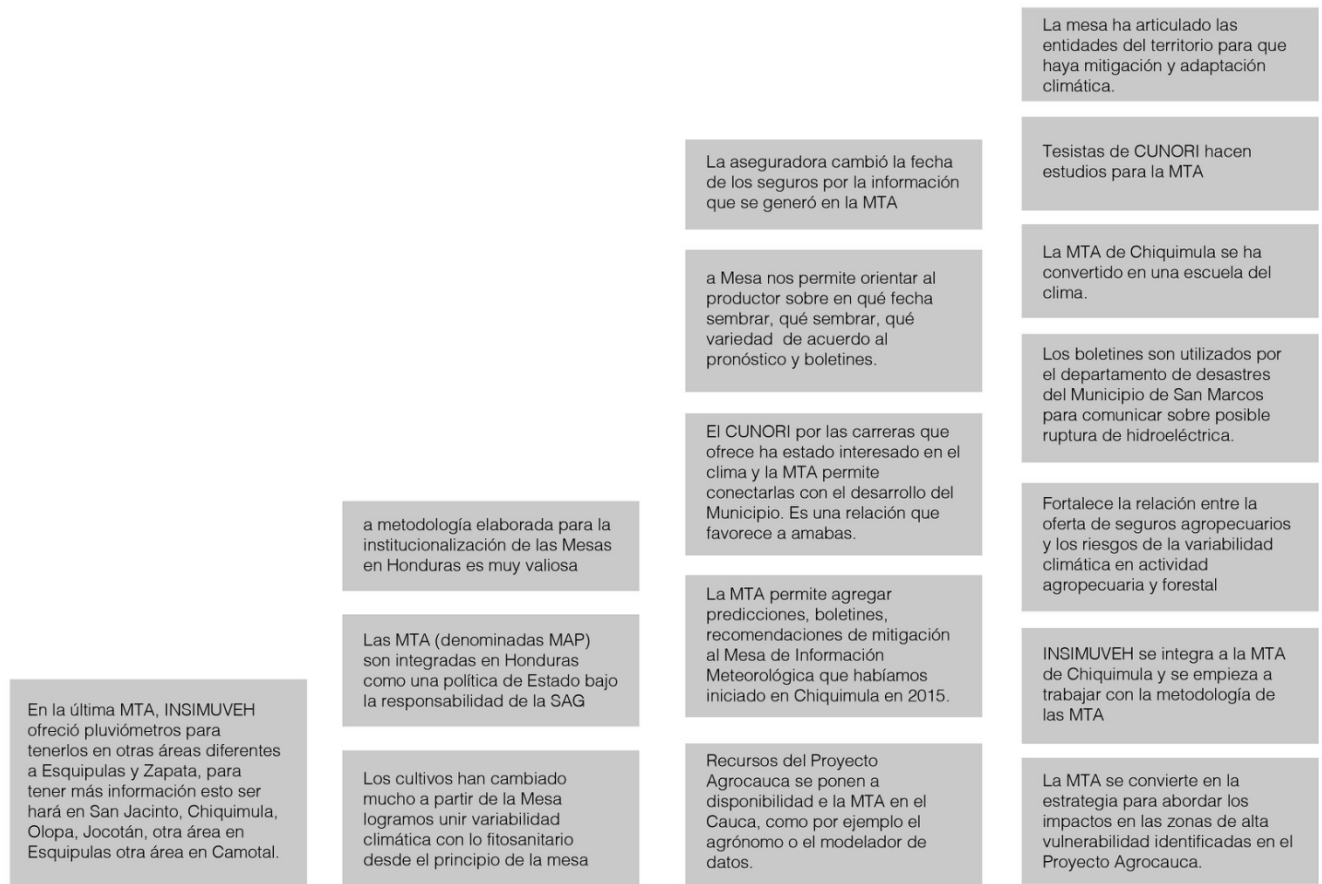 En la última MTA, INSIMUVEH
ofreció pluviómetros para
tenerlos en otras áreas diferentes
a Esquipulas y Zapata, para
tener más información esto ser
hará en San Jacinto, Chiquimula,
Olopa, Jocotán, otra área en
Esquipulas otra área en Camotal.
a metodología elaborada para la
institucionalización de las Mesas
en Honduras es muy valiosa
Las MTA (denominadas MAP)
son integradas en Honduras
como una política de Estado bajo
la responsabilidad de la SAG
Los cultivos han cambiado
mucho a partir de la Mesa
logramos unir variabilidad
climática con lo fitosanitario
desde el principio de la mesa
La aseguradora cambió la fecha
de los seguros por la información
que se generó en la MTA
a Mesa nos permite orientar al
productor sobre en qué fecha
sembrar, qué sembrar, qué
variedad de acuerdo al
pronóstico y boletines.
El CUNORI por las carreras que
ofrece ha estado interesado en el
clima y la MTA permite
conectarlas con el desarrollo del
Municipio. Es una relación que
favorece a amabas.
La MTA permite agregar
predicciones, boletines,
recomendaciones de mitigación
al Mesa de Información
Meteorológica que habíamos
iniciado en Chiquimula en 2015.
Recursos del Proyecto
Agrocauca se ponen a
disponibilidad e la MTA en el
Cauca, como por ejemplo el
agrónomo o el modelador de
datos.
La mesa ha articulado las
entidades del territorio para que
haya mitigación y adaptación
climática.
Tesistas de CUNORI hacen
estudios para la MTA
La MTA de Chiquimula se ha
convertido en una escuela del
clima.
Los boletines son utilizados por
el departamento de desastres
del Municipio de San Marcos
para comunicar sobre posible
ruptura de hidroeléctrica.
Fortalece la relación entre la
oferta de seguros agropecuarios
y los riesgos de la variabilidad
climática en actividad
agropecuaria y forestal
INSIMUVEH se integra a la MTA
de Chiquimula y se empieza a
trabajar con la metodología de
las MTA
La MTA se convierte en la
estrategia para abordar los
impactos en las zonas de alta
vulnerabilidad identificadas en el
Proyecto Agrocauca.